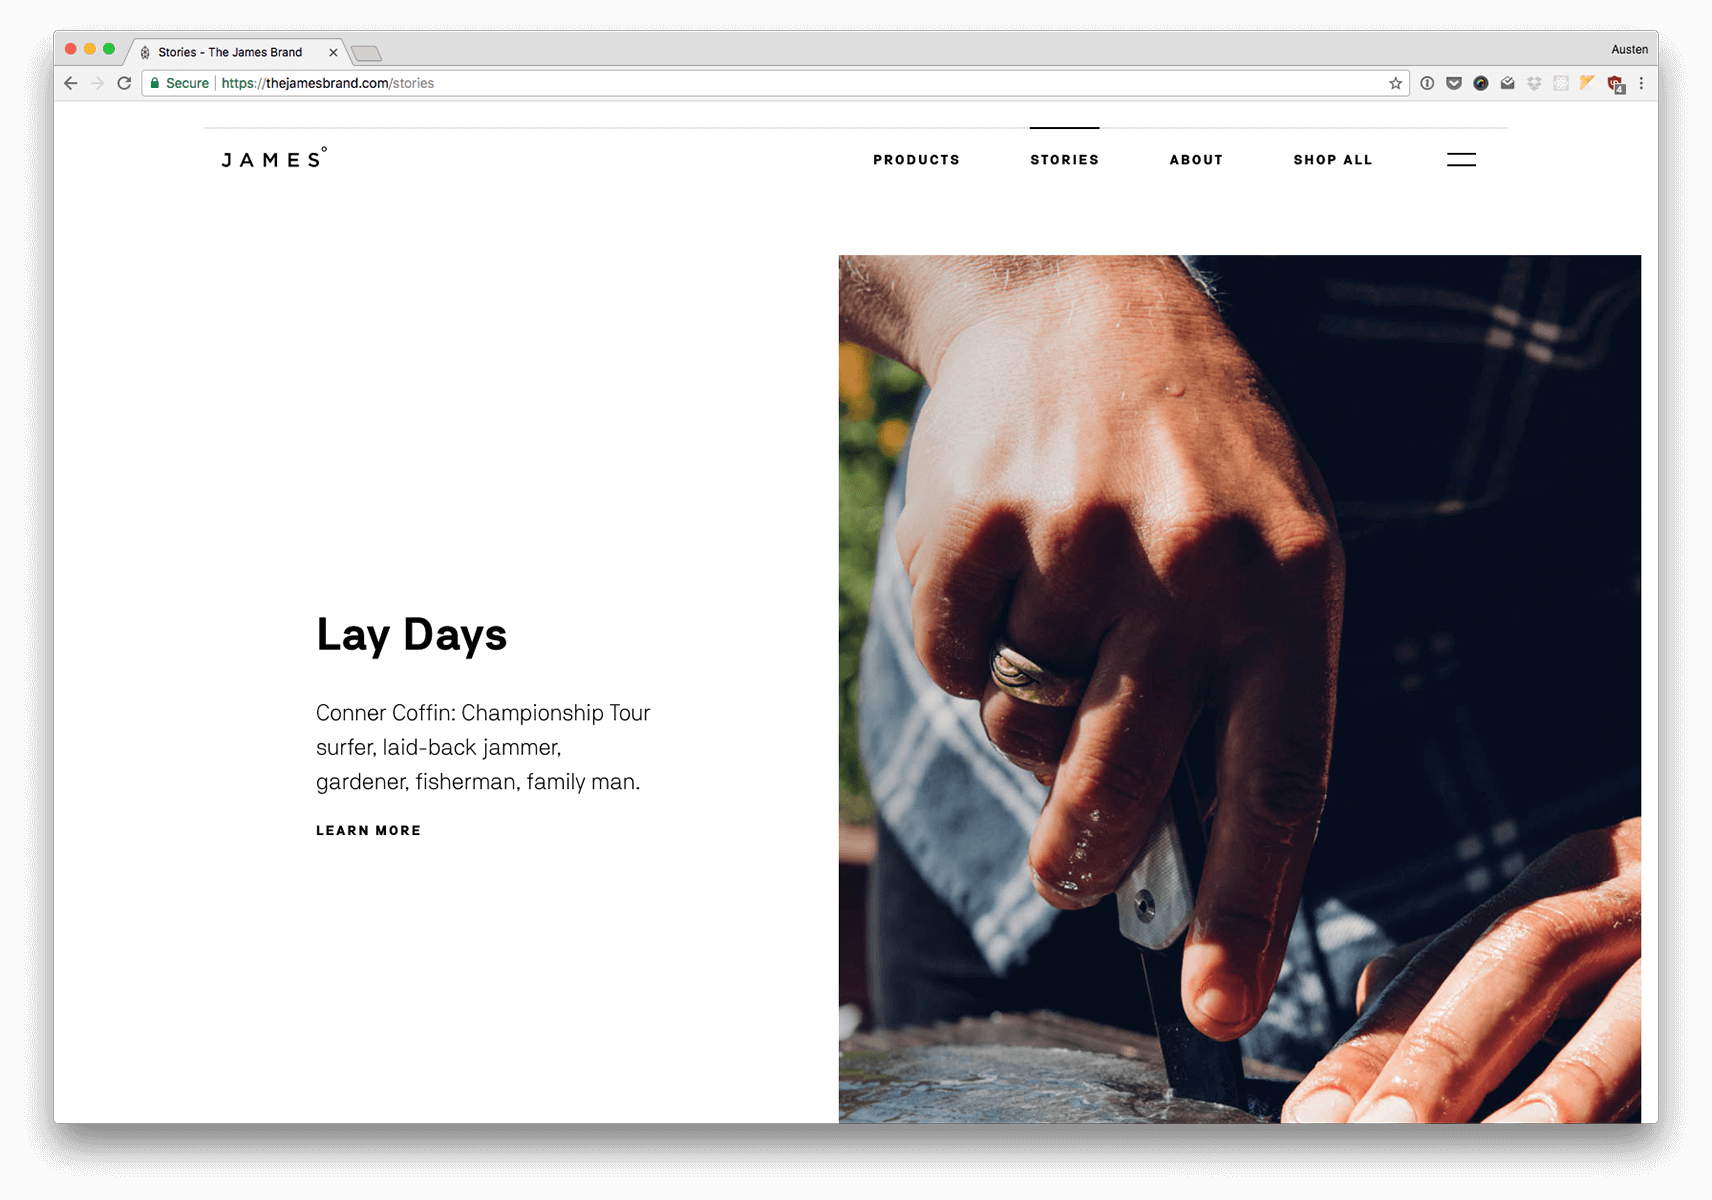 Stories - The James Brand
Austen
Secure https://thejamesbrand.com/stories
4
JAMES°
PRODUCTS
STORIES
ABOUT
SHOP ALL
Lay Days
Conner Coffin: Championship Tour
surfer, laid-back jammer,
gardener, fisherman, family man.
LEARN MORE